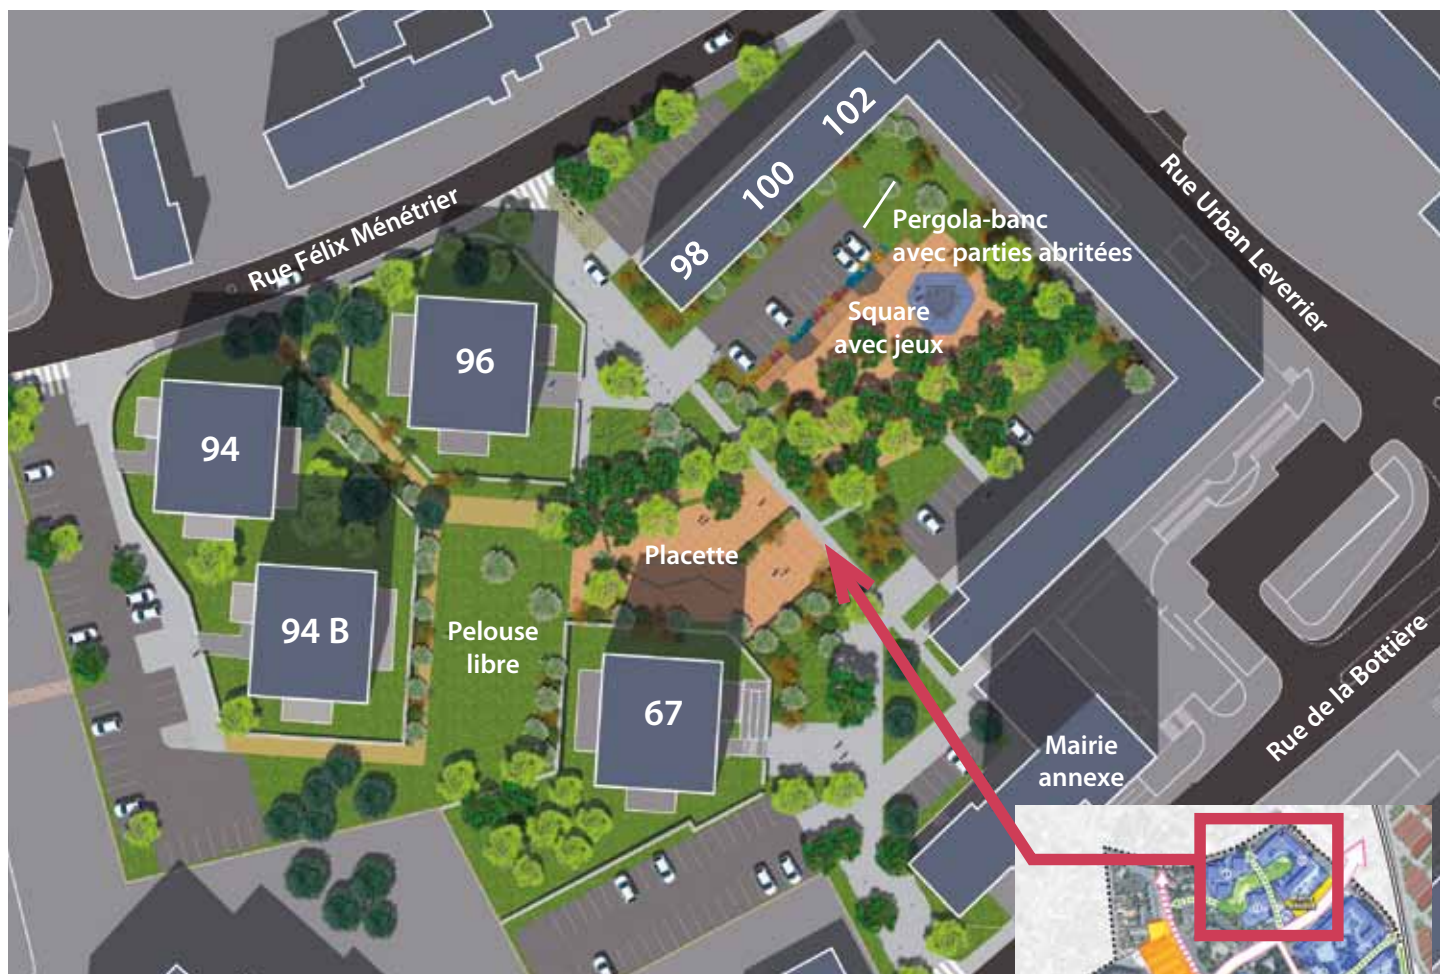 Rue Félix Ménétrier
Rue Urban Leverrier
Rue de la Bottière
102
100
98
Pergola-banc
avec parties abritées
Square
avec jeux
96
94
94 B
Placette
Pelouse
libre
67
Mairie
annexe